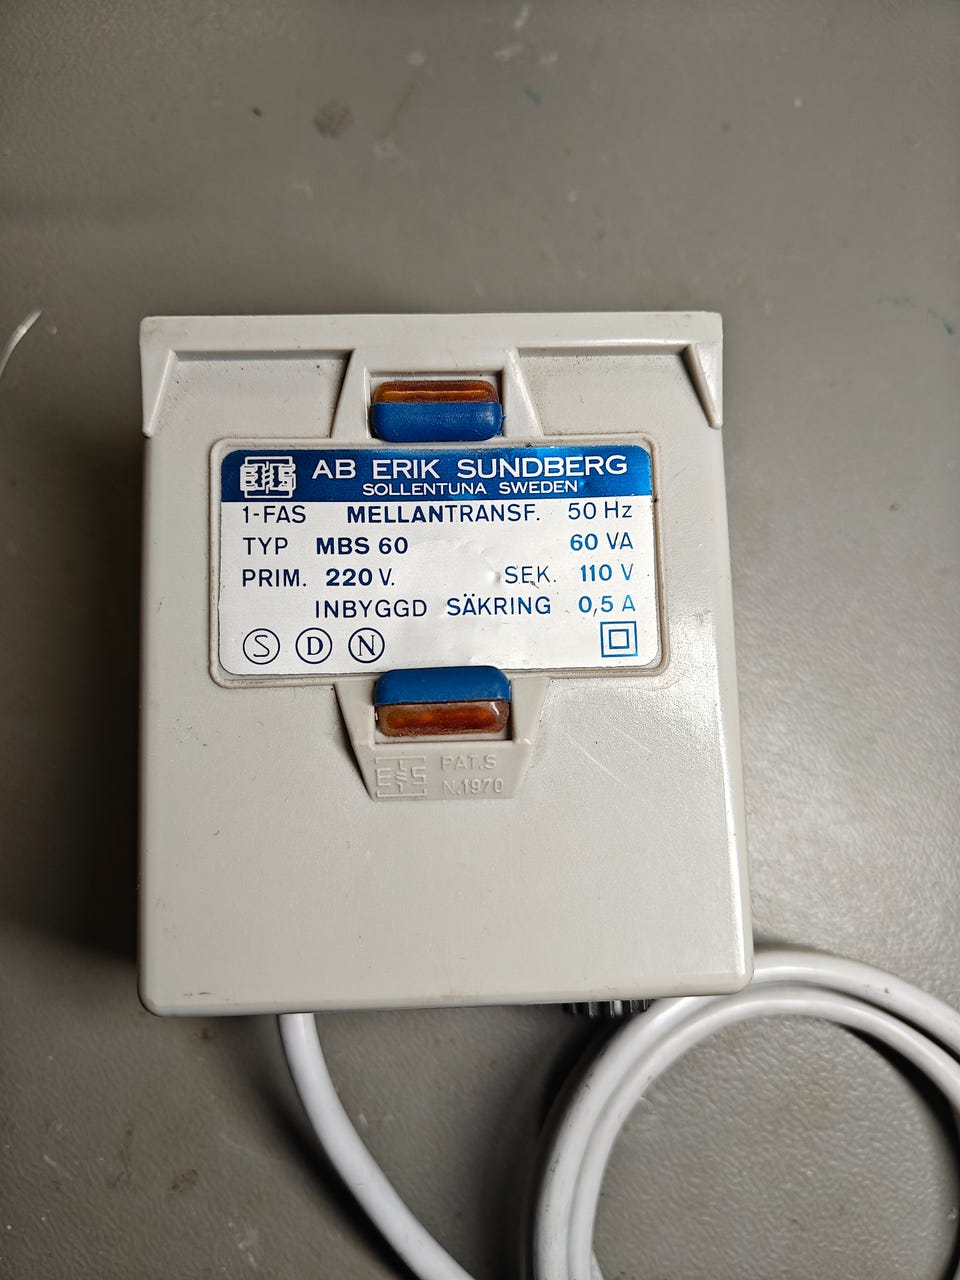 EUS AB ERIK SUNDBERG
SOLLENTUNA SWEDEN
1-FAS MELLANTRANSF. 50 Hz
TYP MBS 60 60 VA
PRIM. 220 V. SEK. 110 V
INBYGGD SÄKRING 0,5 A
S D N
PAT.S
N.1970